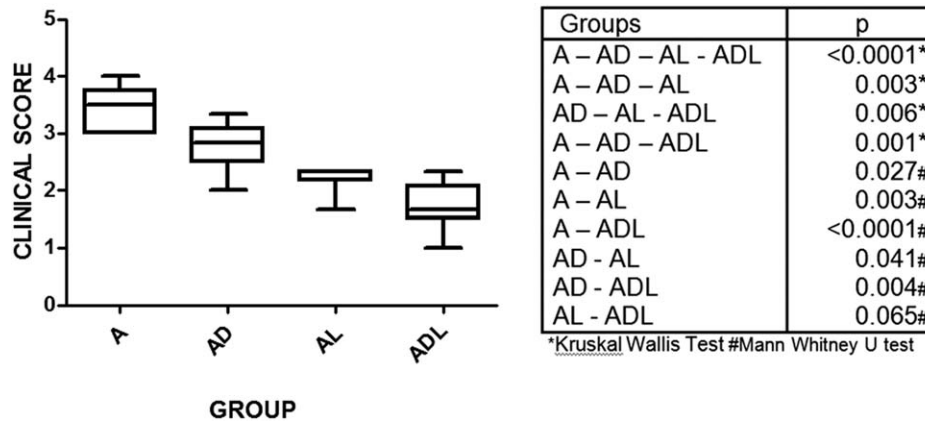 CLINICAL SCORE
5
4
3
2
1
0
A
AD
AL
ADL
GROUP
Groups p
A – AD – AL - ADL <0.0001*
A – AD – AL 0.003*
AD – AL - ADL 0.006*
A – AD – ADL 0.001*
A – AD 0.027#
A – AL 0.003#
A – ADL <0.0001#
AD - AL 0.041#
AD - ADL 0.004#
AL - ADL 0.065#
*Kruskal Wallis Test #Mann Whitney U test